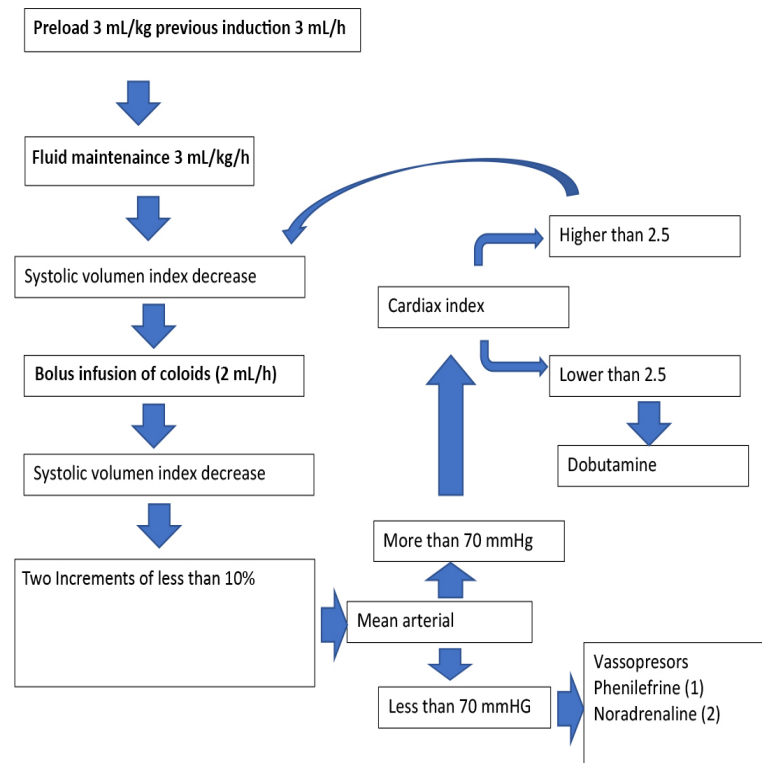 Preload 3 mL/kg previous induction 3 mL/h
Fluid maintenaince 3 mL/kg/h
Systolic volumen index decrease
Bolus infusion of coloids (2 mL/h)
Systolic volumen index decrease
Two Increments of less than 10%
Mean arterial
More than 70 mmHg
Less than 70 mmHG
Vassopresors
Phenilefrine (1)
Noradrenaline (2)
Cardiax index
Higher than 2.5
Lower than 2.5
Dobutamine